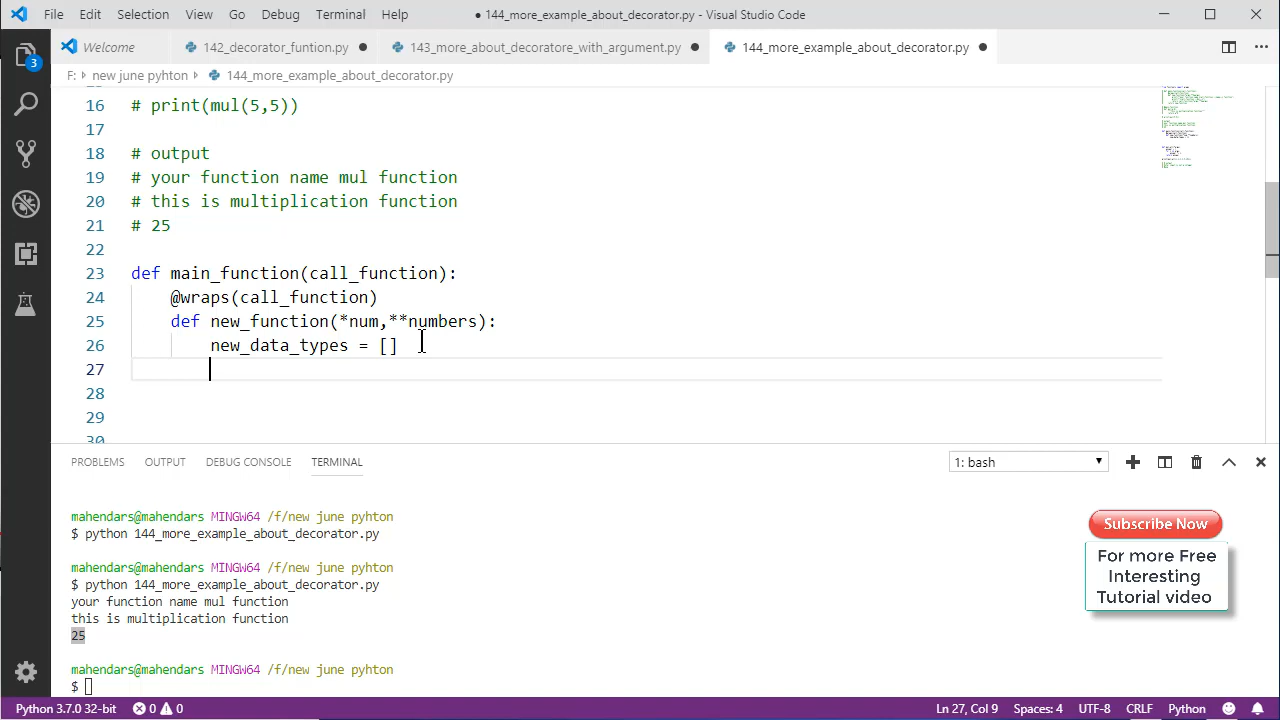 File Edit Selection View Go Debug Terminal Help ● 144_more_example_about_decorator.py - Visual Studio Code
Welcome 142_decorator_funtion.py 143_more_about_decoratore_with_argument.py 144_more_example_about_decorator.py
3
F: new june pyhton 144_more_example_about_decorator.py
16 # print(mul(5,5))
17
18 # output
19 # your function name mul function
20 # this is multiplication function
21 # 25
22
23 def main_function(call_function):
24 @wraps(call_function)
25 def new_function(*num,**numbers):
26 new_data_types = []
27
28
29
30
PROBLEMS OUTPUT DEBUG CONSOLE TERMINAL 1: bash
mahendars@mahendars MINGW64 /f/new june pyhton
$ python 144_more_example_about_decorator.py
mahendars@mahendars MINGW64 /f/new june pyhton
$ python 144_more_example_about_decorator.py
your function name mul function
this is multiplication function
25
mahendars@mahendars MINGW64 /f/new june pyhton
$
Subscribe Now
For more Free
Interesting
Tutorial video
Python 3.7.0 32-bit 0 0 Ln 27, Col 9 Spaces: 4 UTF-8 CRLF Python